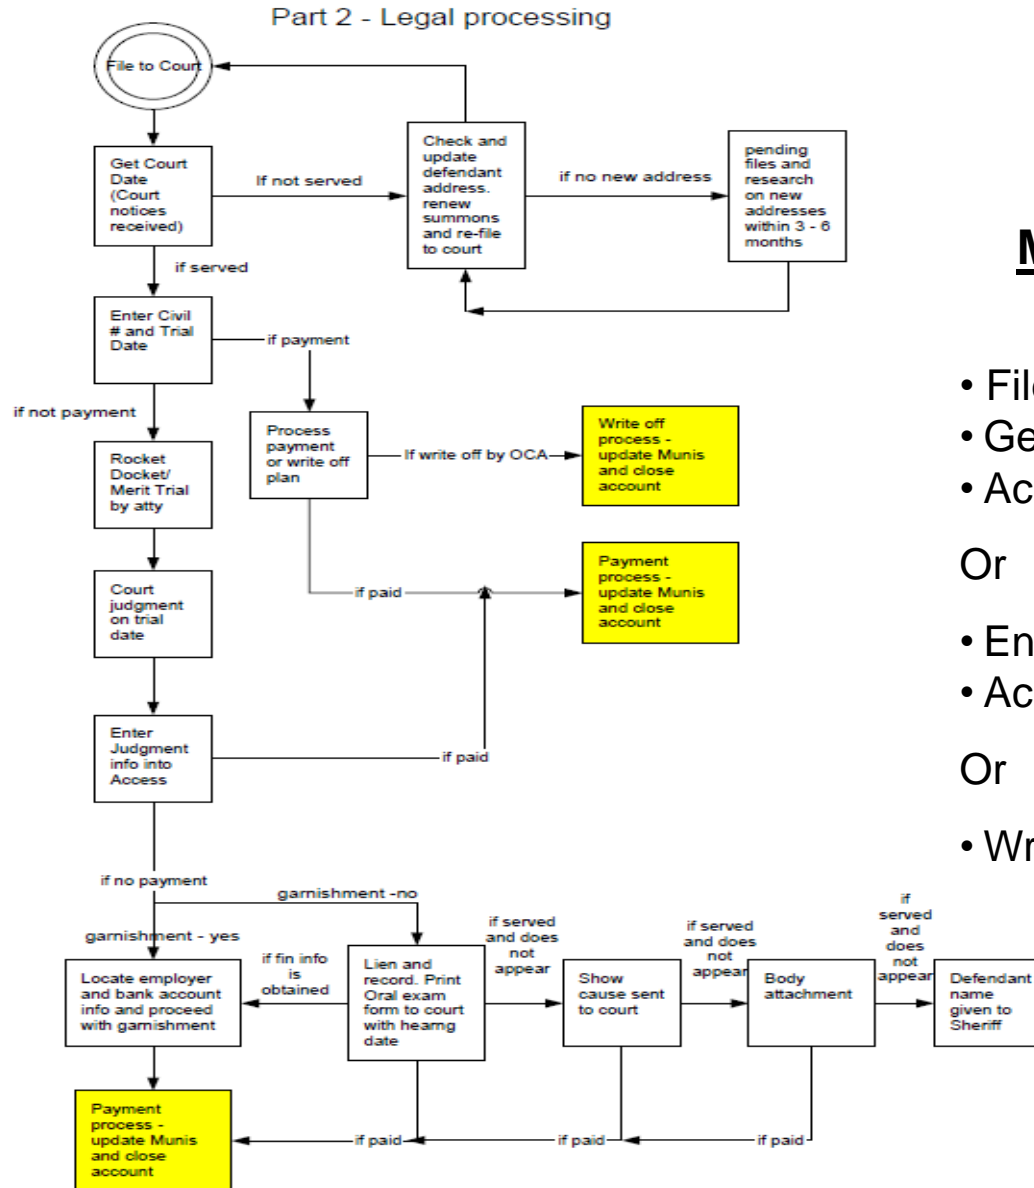 Part 2 - Legal processing
File to Court
Get Court
Date
(Court
notices
received)
If not served
Check and
update
defendant
address.
renew
summons
and re-file
to court
if no new address
pending
files and
research
on new
addresses
within 3 - 6
months
if served
Enter Civil
# and Trial
Date
if payment
if not payment
Process
payment
or write off
plan
If write off by OCA
Write off
process -
update Munis
and close
account
Rocket
Docket/
Merit Trial
by atty
if paid
Payment
process -
update Munis
and close
account
Court
judgment
on trial
date
Enter
Judgment
info into
Access
if paid
if no payment
garnishment -no
garnishment - yes
Locate employer
and bank account
info and proceed
with garnishment
if fin info
is
obtained
Lien and
record. Print
Oral exam
form to court
with hearng
date
if served
and does
not
appear
Show
cause sent
to court
if served
and does
not
appear
Body
attachment
if
served
and
does
not
appear
Defendant
name
given to
Sheriff
Payment
process -
update Munis
and close
account
if paid
if paid
if paid
•
•
•
Or
•
•
Or
•